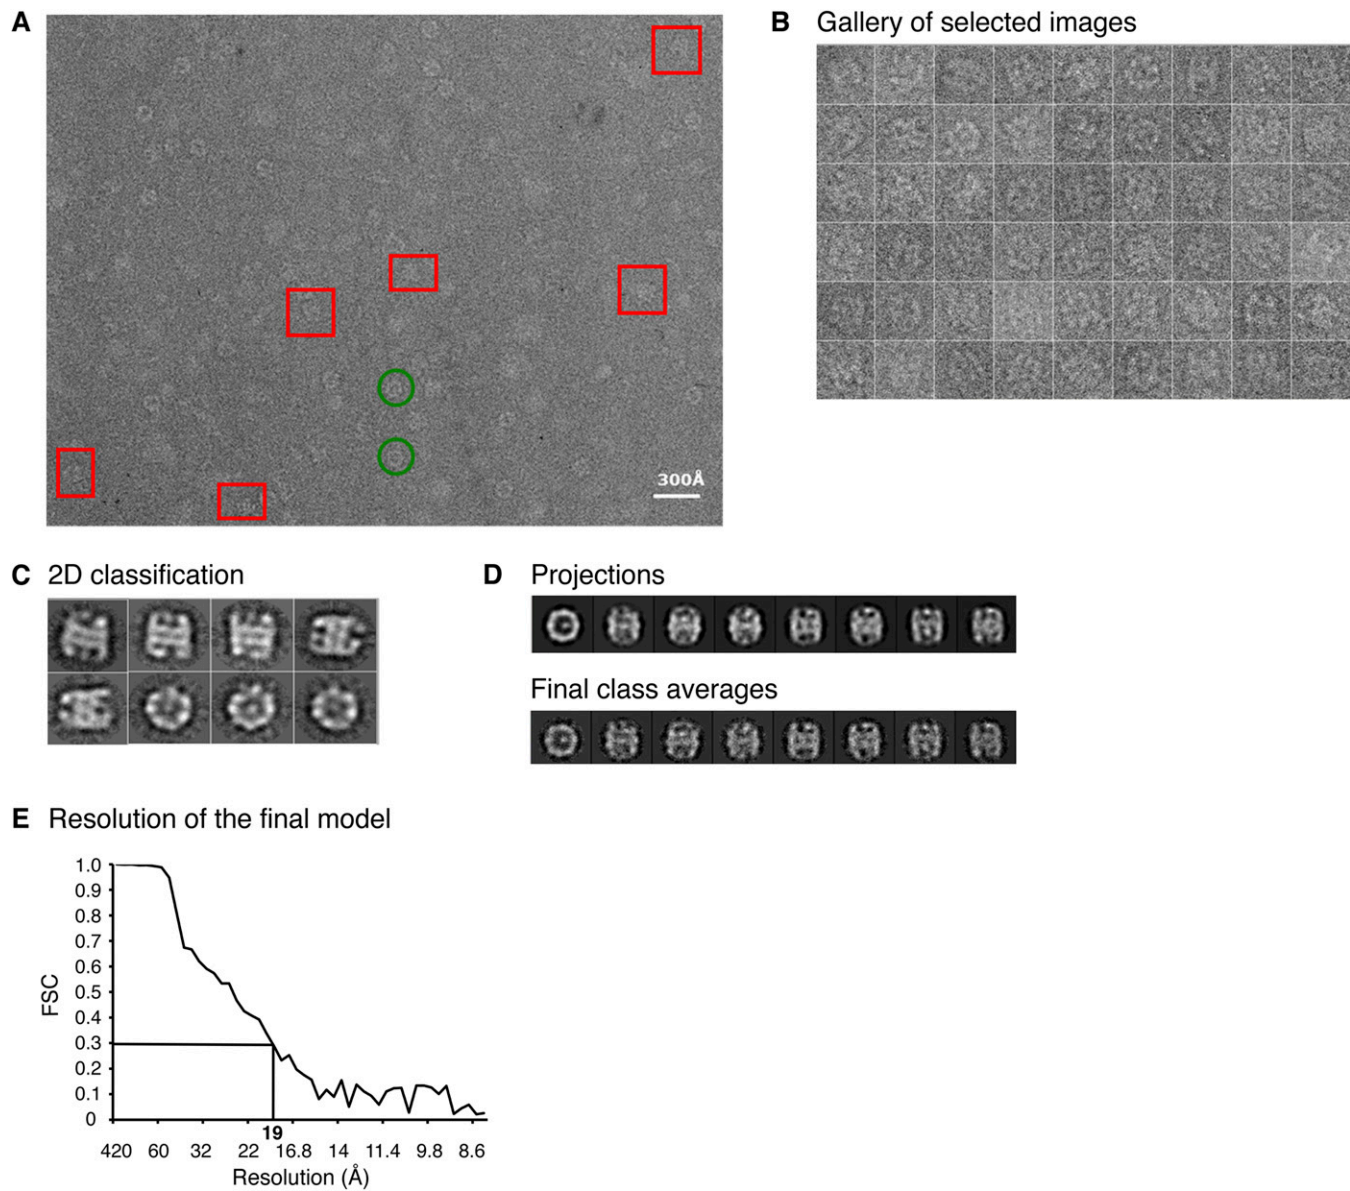 A
300Å
B Gallery of selected images
C 2D classification
D Projections
Final class averages
E Resolution of the final model
FSC
1.0
0.9
0.8
0.7
0.6
0.5
0.4
0.3
0.2
0.1
0
19
420 60 32 22 16.8 14 11.4 9.8 8.6
Resolution (Å)